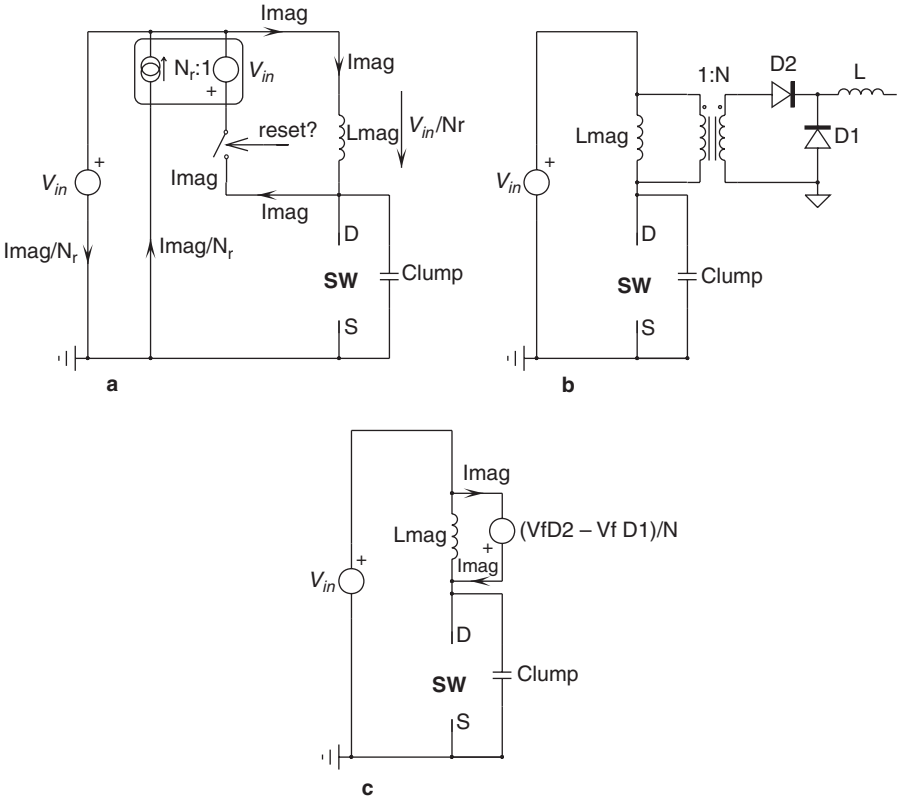 Imag
Imag
Nr:1
Vin
+
reset?
Lmag
Vin/Nr
+
Vin
Imag
Imag
Imag/Nr
Imag/Nr
D
SW
Clump
S
a
1:N
D2
L
Lmag
D1
+
Vin
D
SW
Clump
S
b
Imag
Lmag
(VfD2 – Vf D1)/N
+
Imag
+
Vin
D
SW
Clump
S
c